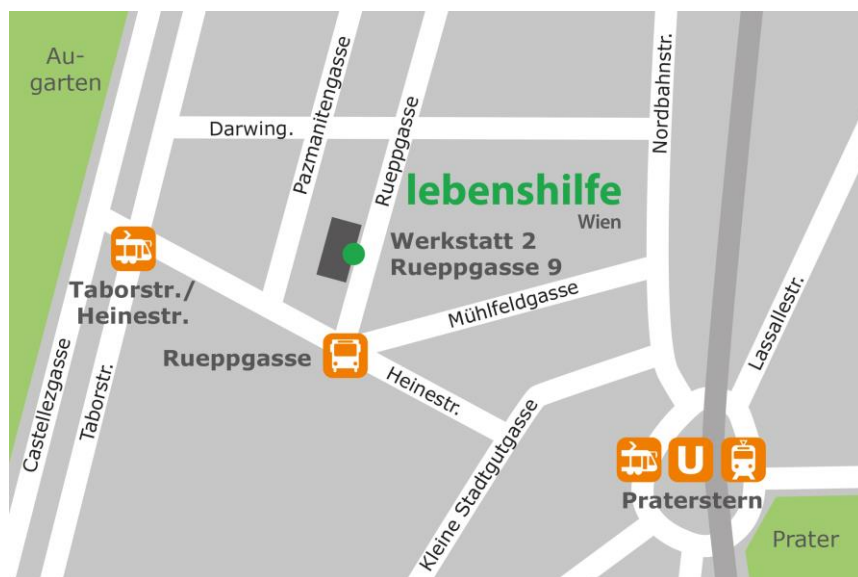 Au-
garten
Darwing.
Pazmanitengasse
Rueppgasse
Nordbahnstr.
lebenshilfe
Wien
Werkstatt 2
Rueppgasse 9
Taborstr./
Heinestr.
Mühlfeldgasse
Rueppgasse
Heinestr.
Castellezgasse
Taborstr.
Lassallestr.
Kleine Stadtgutgasse
U
Praterstern
Prater